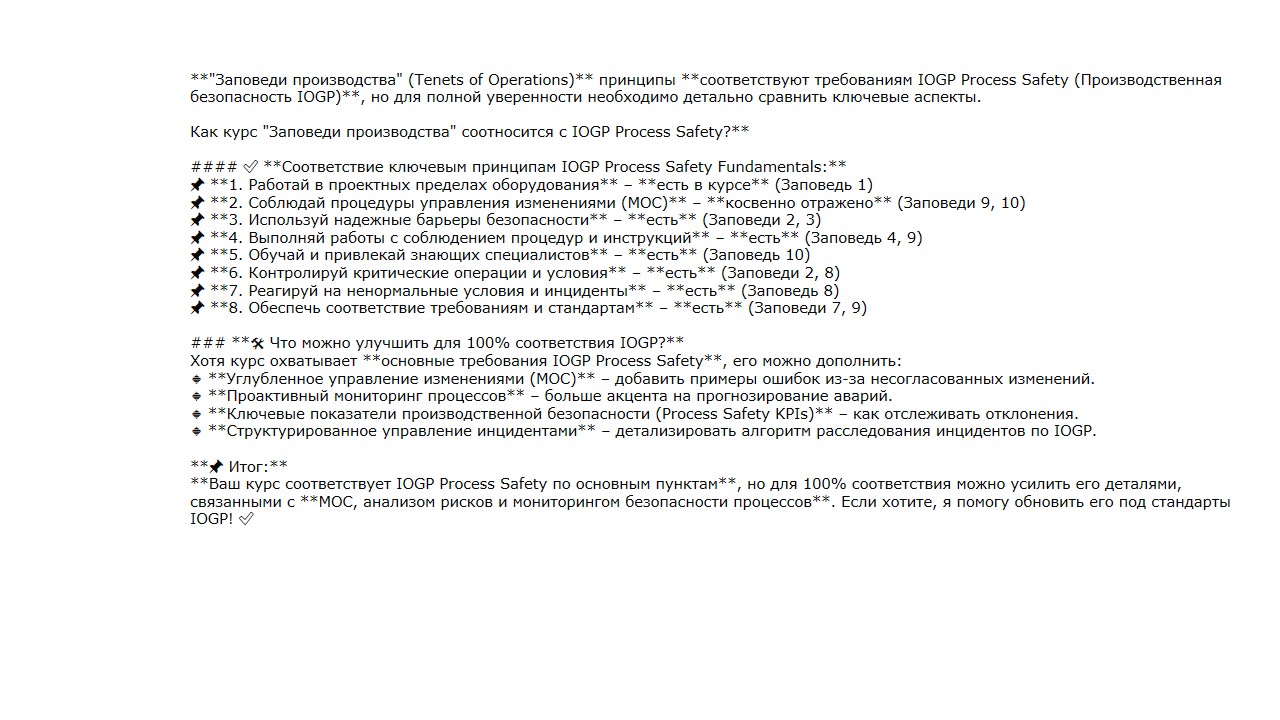 **"Заповеди производства" (Tenets of Operations)** принципы **соответствуют требованиям IOGP Process Safety (Производственная
безопасность IOGP)**, но для полной уверенности необходимо детально сравнить ключевые аспекты.
Как курс "Заповеди производства" соотносится с IOGP Process Safety?**
#### ✅ **Соответствие ключевым принципам IOGP Process Safety Fundamentals:**
📌 **1. Работай в проектных пределах оборудования** – **есть в курсе** (Заповедь 1)
📌 **2. Соблюдай процедуры управления изменениями (MOC)** – **косвенно отражено** (Заповеди 9, 10)
📌 **3. Используй надежные барьеры безопасности** – **есть** (Заповеди 2, 3)
📌 **4. Выполняй работы с соблюдением процедур и инструкций** – **есть** (Заповедь 4, 9)
📌 **5. Обучай и привлекай знающих специалистов** – **есть** (Заповедь 10)
📌 **6. Контролируй критические операции и условия** – **есть** (Заповеди 2, 8)
📌 **7. Реагируй на ненормальные условия и инциденты** – **есть** (Заповедь 8)
📌 **8. Обеспечь соответствие требованиям и стандартам** – **есть** (Заповеди 7, 9)
### **🛠 Что можно улучшить для 100% соответствия IOGP?**
Хотя курс охватывает **основные требования IOGP Process Safety**, его можно дополнить:
🔹 **Углубленное управление изменениями (MOC)** – добавить примеры ошибок из-за несогласованных изменений.
🔹 **Проактивный мониторинг процессов** – больше акцента на прогнозирование аварий.
🔹 **Ключевые показатели производственной безопасности (Process Safety KPIs)** – как отслеживать отклонения.
🔹 **Структурированное управление инцидентами** – детализировать алгоритм расследования инцидентов по IOGP.
**📌 Итог:**
**Ваш курс соответствует IOGP Process Safety по основным пунктам**, но для 100% соответствия можно усилить его деталями,
связанными с **MOC, анализом рисков и мониторингом безопасности процессов**. Если хотите, я помогу обновить его под стандарты
IOGP! ✅